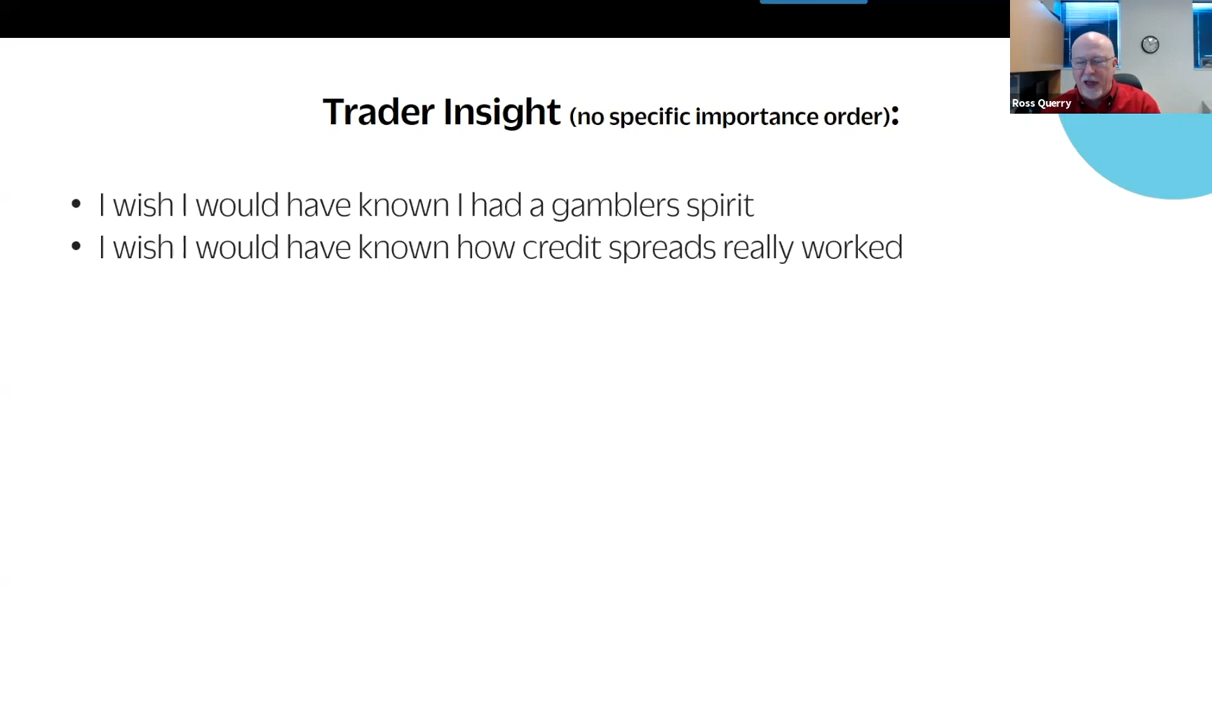 Ross Querry
Trader Insight (no specific importance order):
• I wish I would have known I had a gamblers spirit
• I wish I would have known how credit spreads really worked